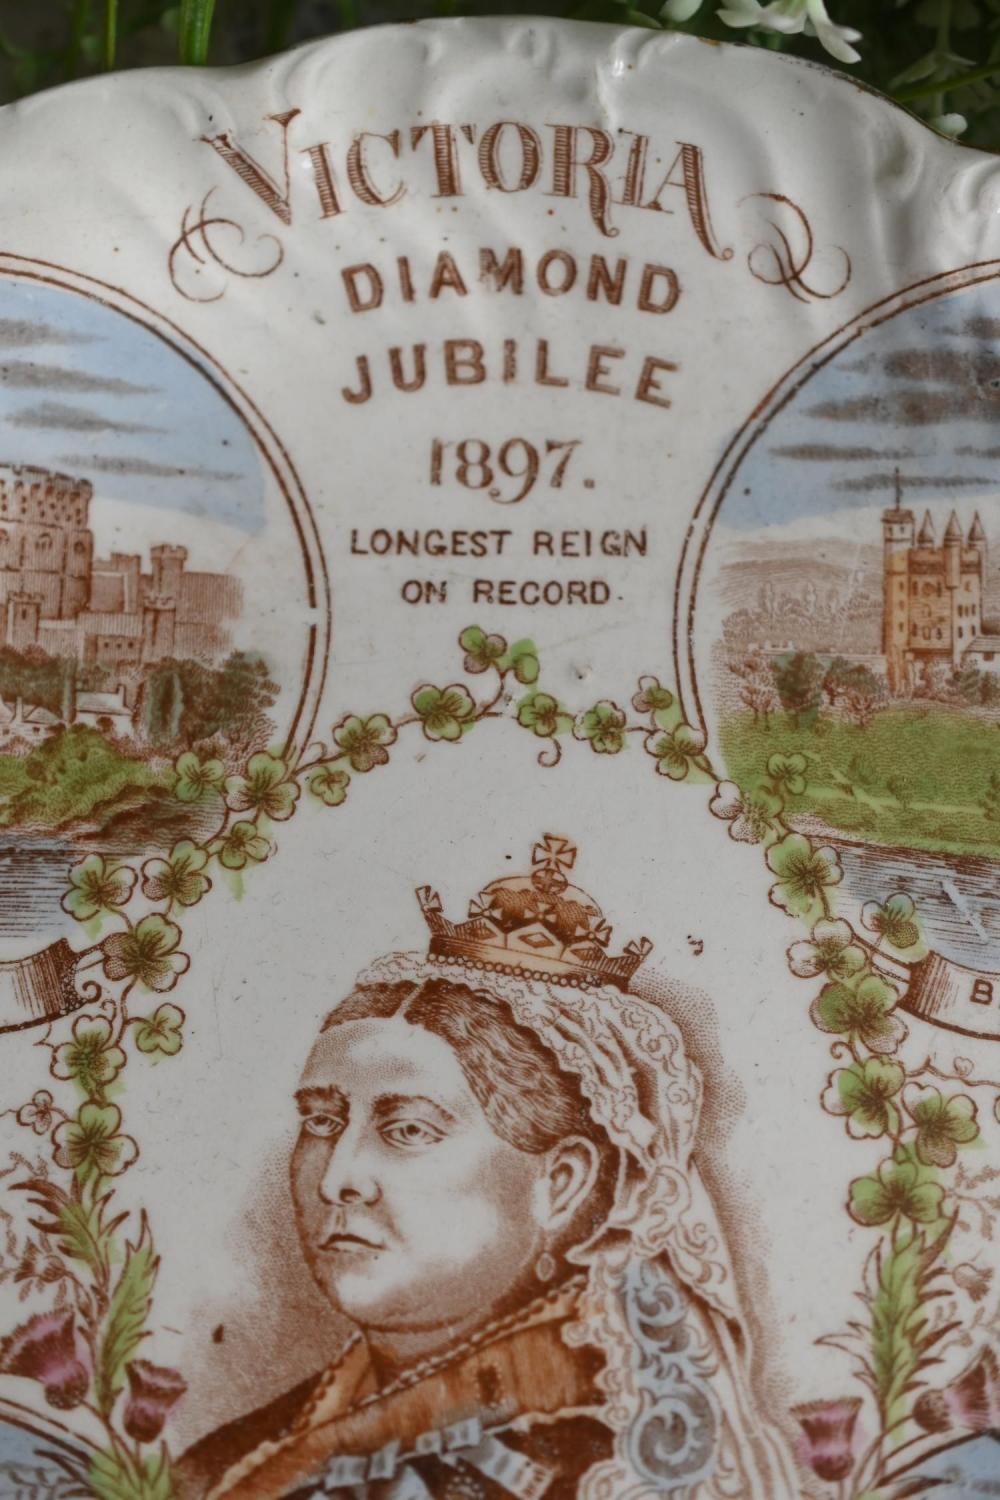 VICTORIA
DIAMOND
JUBILEE
1897.
LONGEST REIGN
ON RECORD.
B